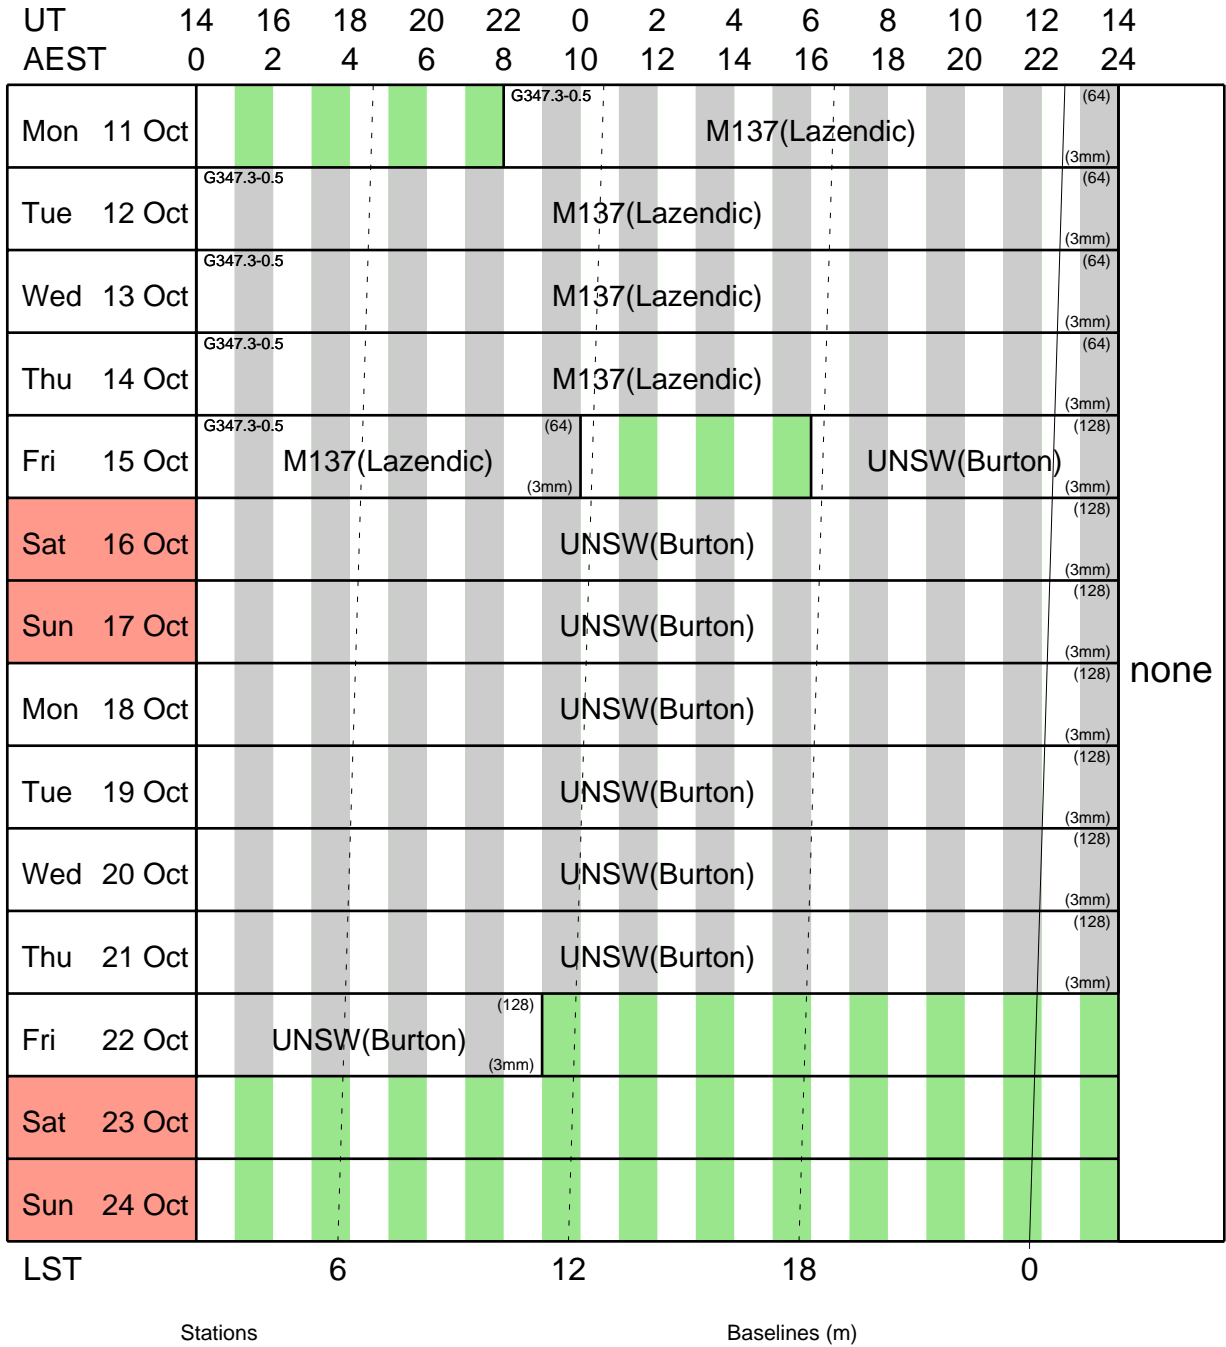 UT 14 16 18 20 22 0 2 4 6 8 10 12 14
AEST 0 2 4 6 8 10 12 14 16 18 20 22 24
G347.3-0.5 (64)
Mon 11 Oct M137(Lazendic)
(3mm)
G347.3-0.5 (64)
Tue 12 Oct M137(Lazendic)
(3mm)
G347.3-0.5 (64)
Wed 13 Oct M137(Lazendic)
(3mm)
G347.3-0.5 (64)
Thu 14 Oct M137(Lazendic)
(3mm)
G347.3-0.5 (64) (128)
Fri 15 Oct M137(Lazendic) UNSW(Burton)
(3mm) (3mm)
(128)
Sat 16 Oct UNSW(Burton)
(3mm)
(128)
Sun 17 Oct UNSW(Burton)
(3mm)
none
(128)
Mon 18 Oct UNSW(Burton)
(3mm)
(128)
Tue 19 Oct UNSW(Burton)
(3mm)
(128)
Wed 20 Oct UNSW(Burton)
(3mm)
(128)
Thu 21 Oct UNSW(Burton)
(3mm)
(128)
Fri 22 Oct UNSW(Burton)
(3mm)
Sat 23 Oct
Sun 24 Oct
LST 6 12 18 0
Stations Baselines (m)